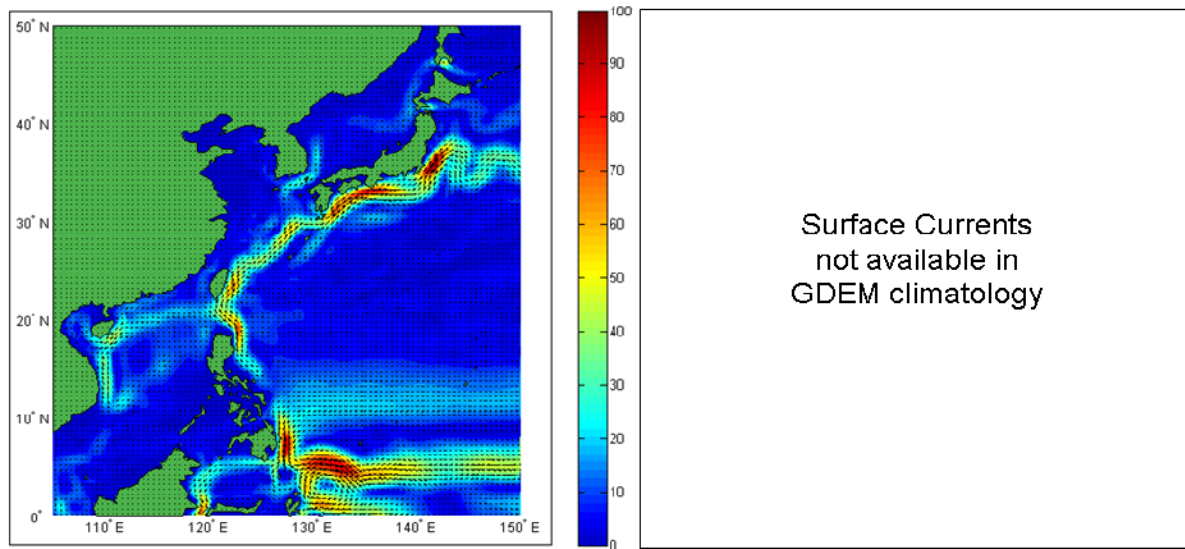 50° N
40° N
30° N
20° N
10° N
0°
110° E
120° E
130° E
140° E
150° E
100
90
80
70
60
50
40
30
20
10
0
Surface Currents
not available in
GDEM climatology